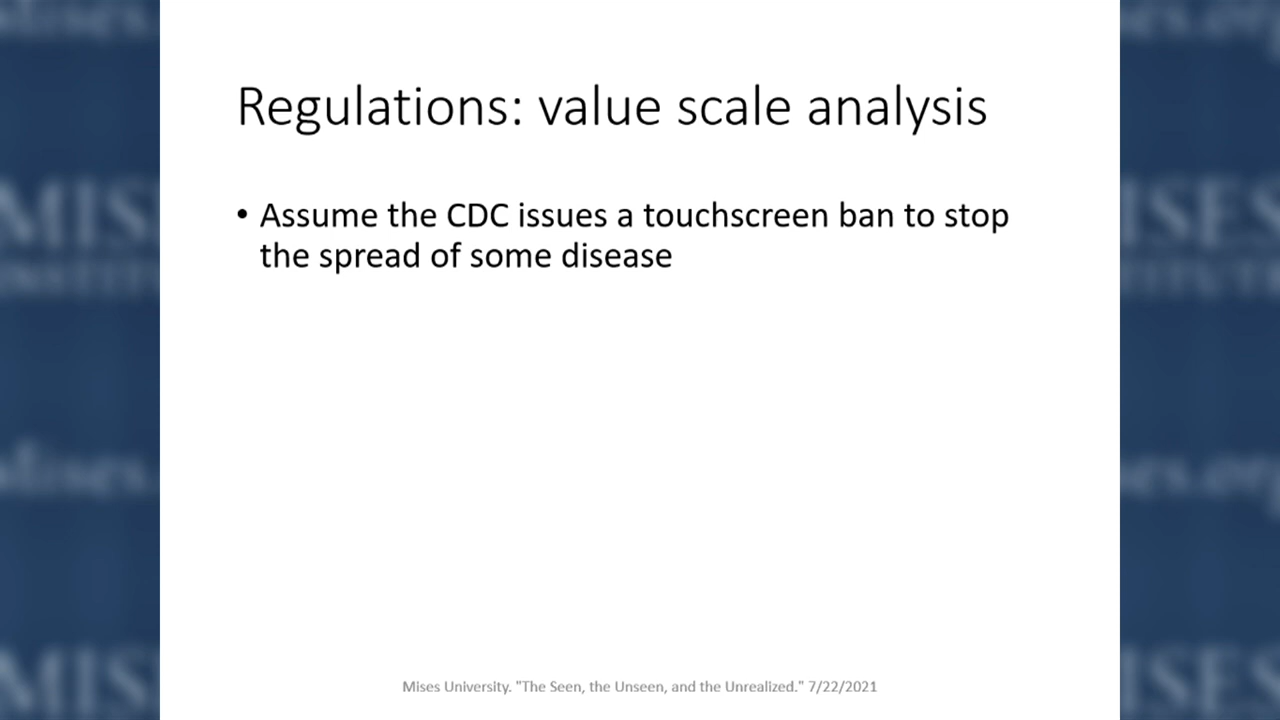 Regulations: value scale analysis
• Assume the CDC issues a touchscreen ban to stop
the spread of some disease
Mises University. "The Seen, the Unseen, and the Unrealized." 7/22/2021